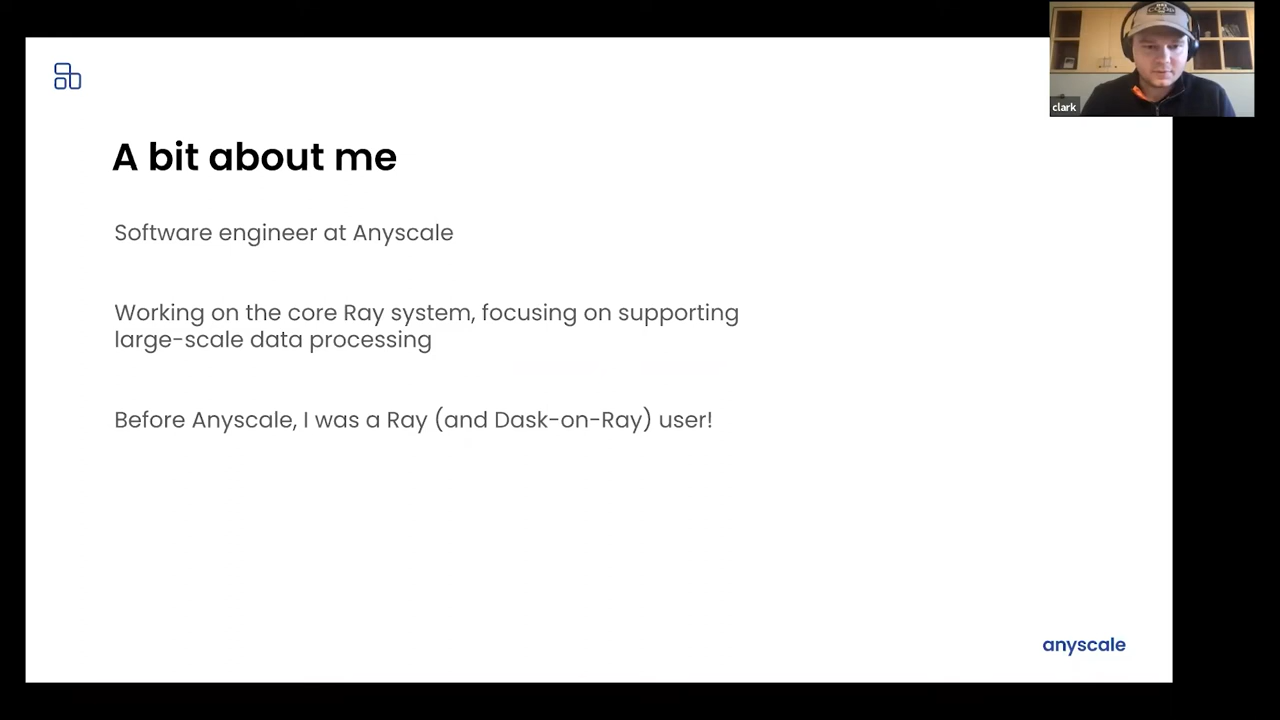 clark
A bit about me
Software engineer at Anyscale
Working on the core Ray system, focusing on supporting
large-scale data processing
Before Anyscale, I was a Ray (and Dask-on-Ray) user!
anyscale